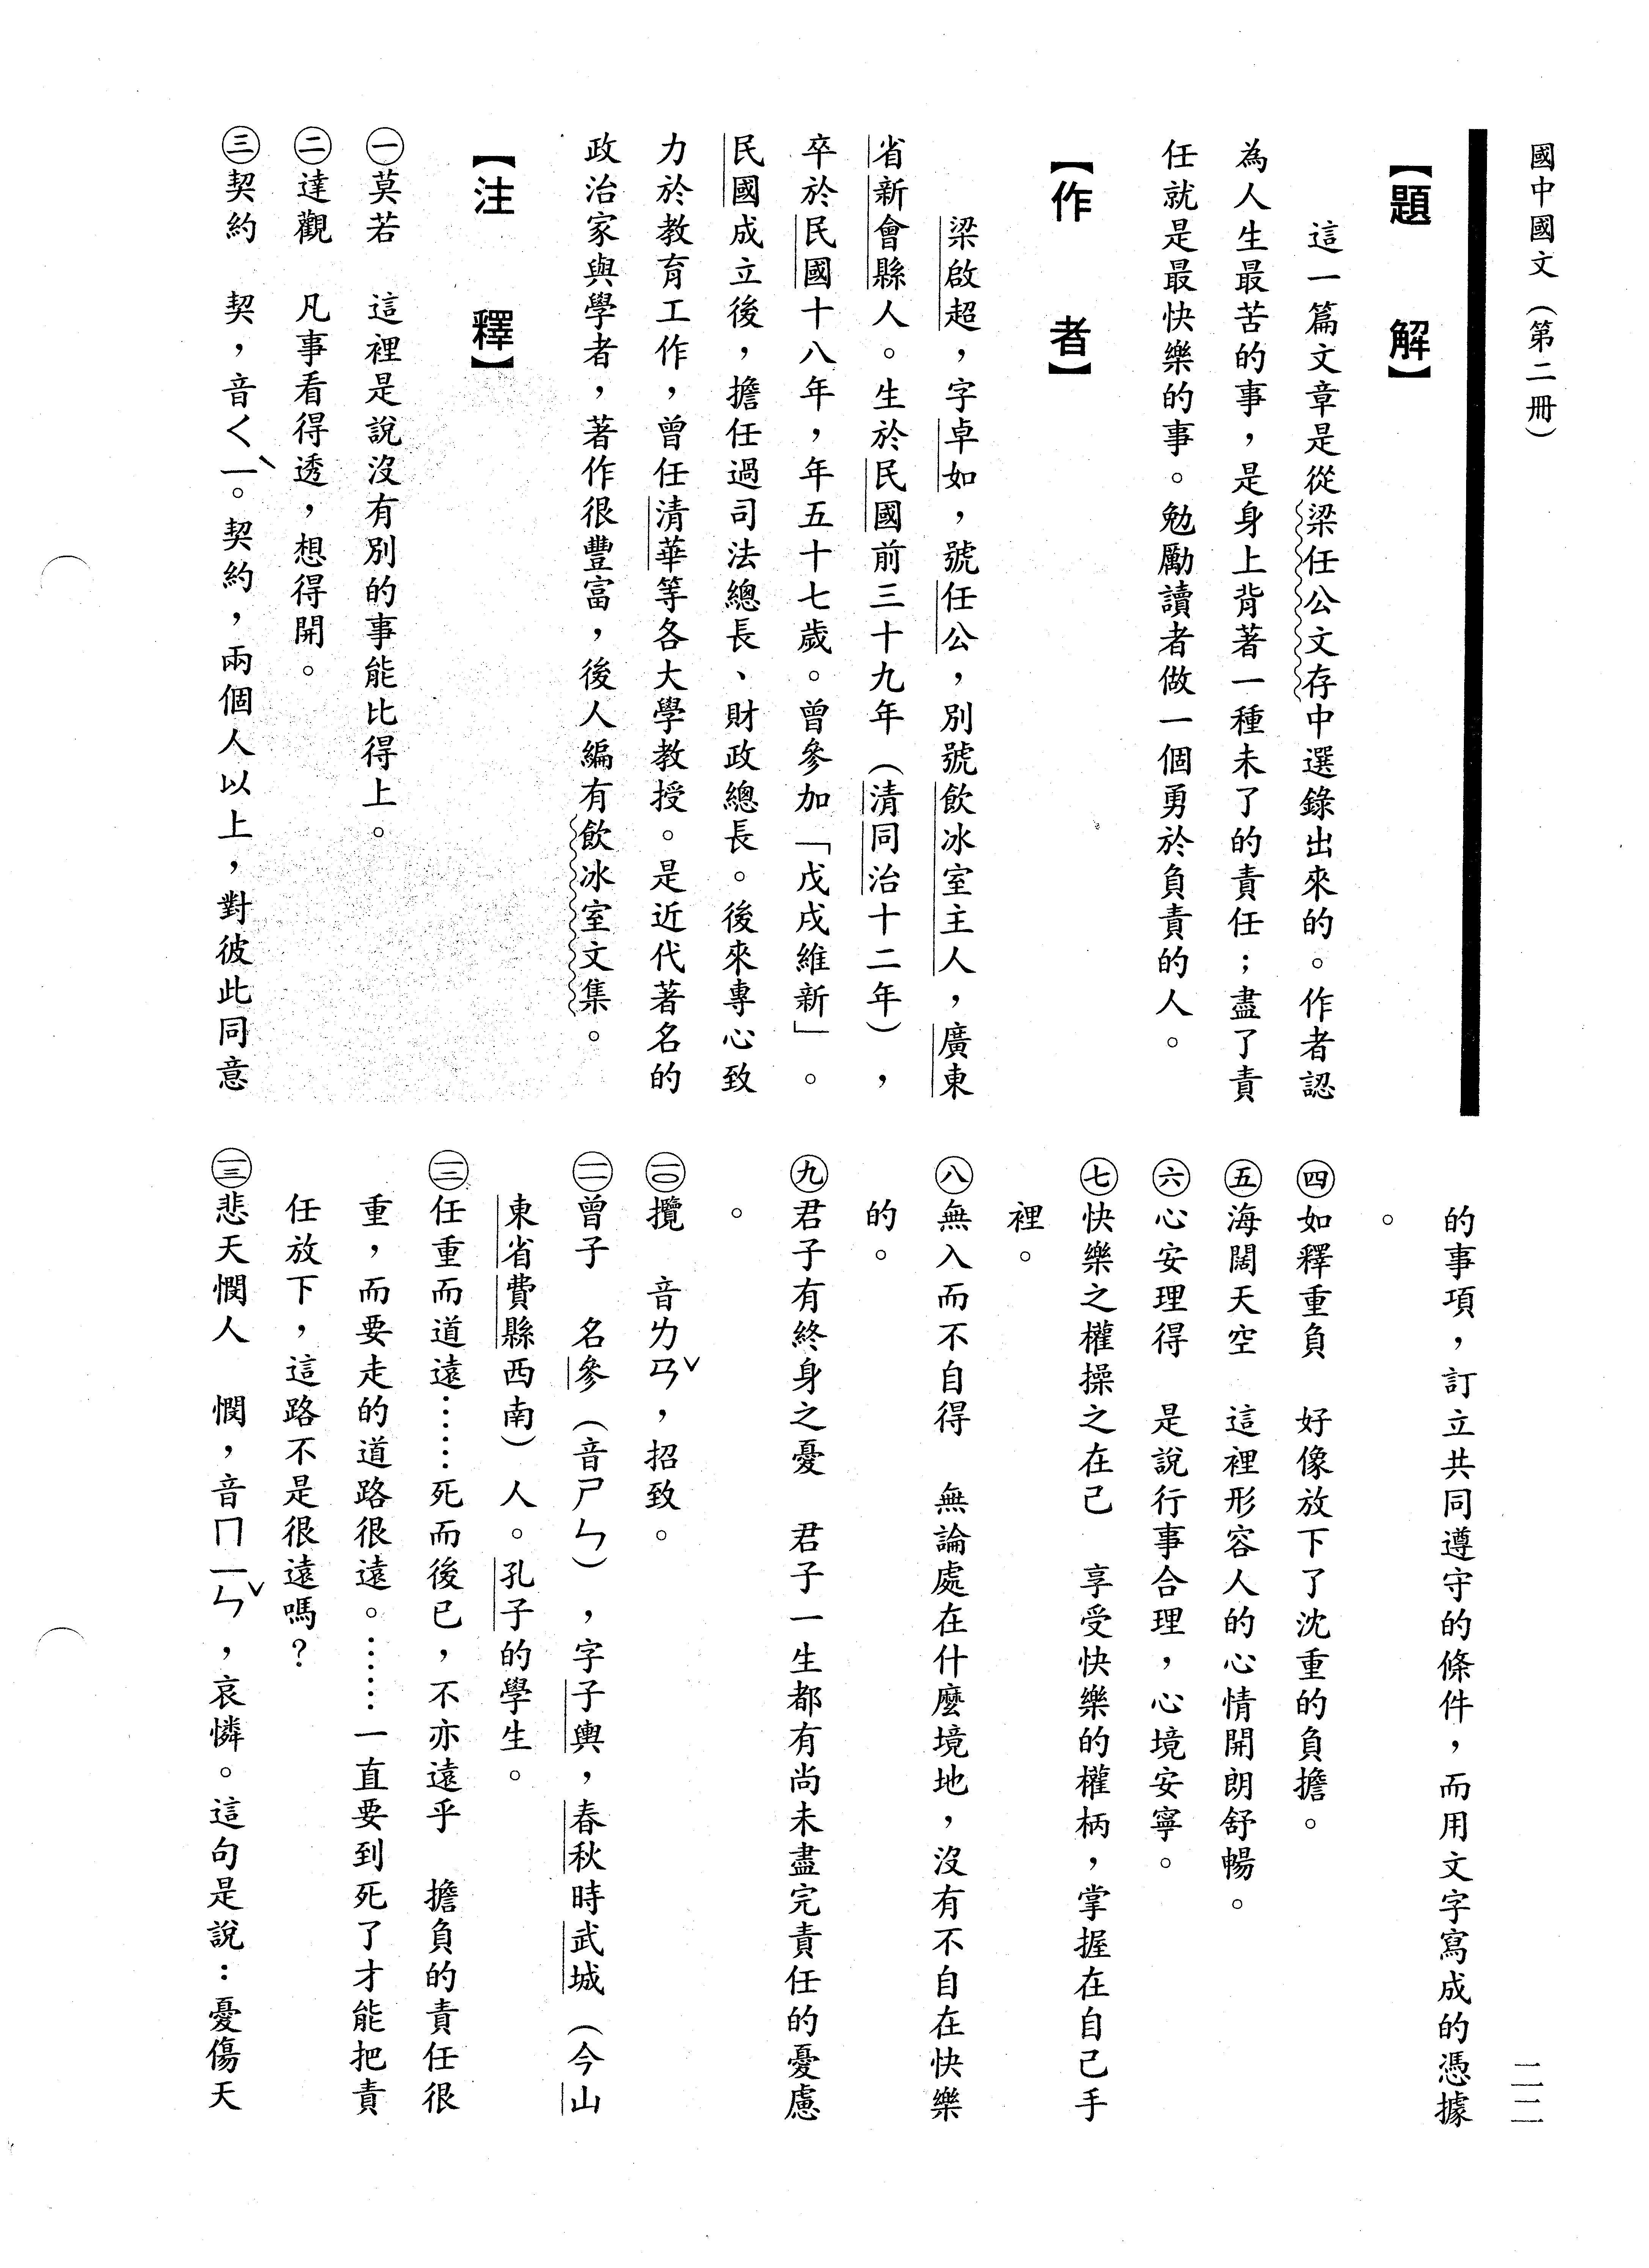 國中國文（第二冊）
【題　解】
這一篇文章是從梁任公文存中選錄出來的。作者認
為人生最苦的事，是身上背著一種未了的責任；盡了責
任就是最快樂的事。勉勵讀者做一個勇於負責的人。
【作　者】
梁啟超，字卓如，號任公，別號飲冰室主人，廣東
省新會縣人。生於民國前三十九年（清同治十二年），
卒於民國十八年，年五十七歲。曾參加「戊戌維新」。
民國成立後，擔任過司法總長、財政總長。後來專心致
力於教育工作，曾任清華等各大學教授。是近代著名的
政治家與學者，著作很豐富，後人編有飲冰室文集。
【注　釋】
㊀莫若　這裡是說沒有別的事能比得上。
㊁達觀　凡事看得透，想得開。
㊂契約　契，音ㄑㄧˋ。契約，兩個人以上，對彼此同意
的事項，訂立共同遵守的條件，而用文字寫成的憑據
。
㊃如釋重負　好像放下了沈重的負擔。
㊄海闊天空　這裡形容人的心情開朗舒暢。
㊅心安理得　是說行事合理，心境安寧。
㊆快樂之權操之在己　享受快樂的權柄，掌握在自己手
裡。
㊇無入而不自得　無論處在什麼境地，沒有不自在快樂
的。
㊈君子有終身之憂　君子一生都有尚未盡完責任的憂慮
。
一〇攬　音ㄌㄢˇ，招致。
一一曾子　名參（音ㄕㄣ），字子輿，春秋時武城（今山
東省費縣西南）人。孔子的學生。
一二任重而道遠……死而後已，不亦遠乎　擔負的責任很
重，而要走的道路很遠。……一直要到死了才能把責
任放下，這路不是很遠嗎？
一三悲天憫人　憫，音ㄇㄧㄣˇ，哀憐。這句是說：憂傷天
二二